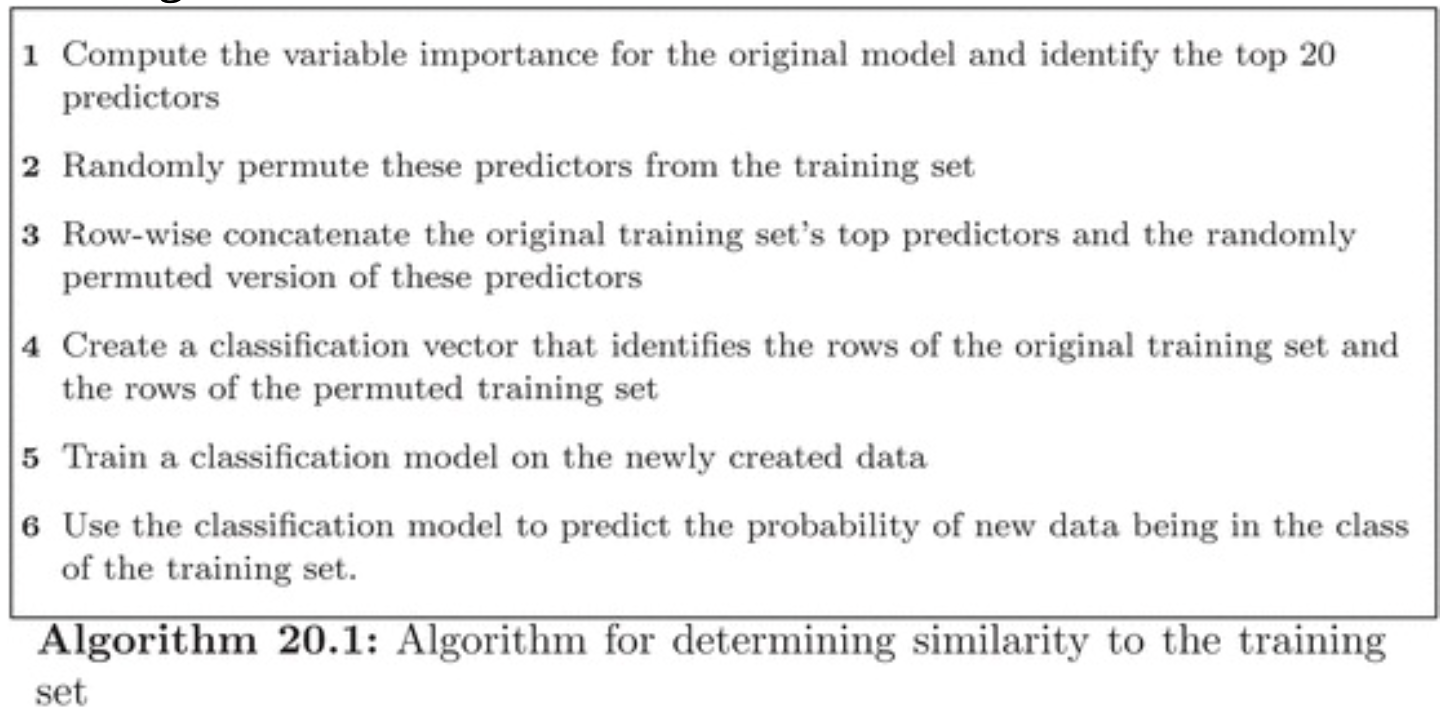 1 Compute the variable importance for the original model and identify the top 20
predictors
2 Randomly permute these predictors from the training set
3 Row-wise concatenate the original training set's top predictors and the randomly
permuted version of these predictors
4 Create a classification vector that identifies the rows of the original training set and
the rows of the permuted training set
5 Train a classification model on the newly created data
6 Use the classification model to predict the probability of new data being in the class
of the training set.
Algorithm 20.1: Algorithm for determining similarity to the training
set